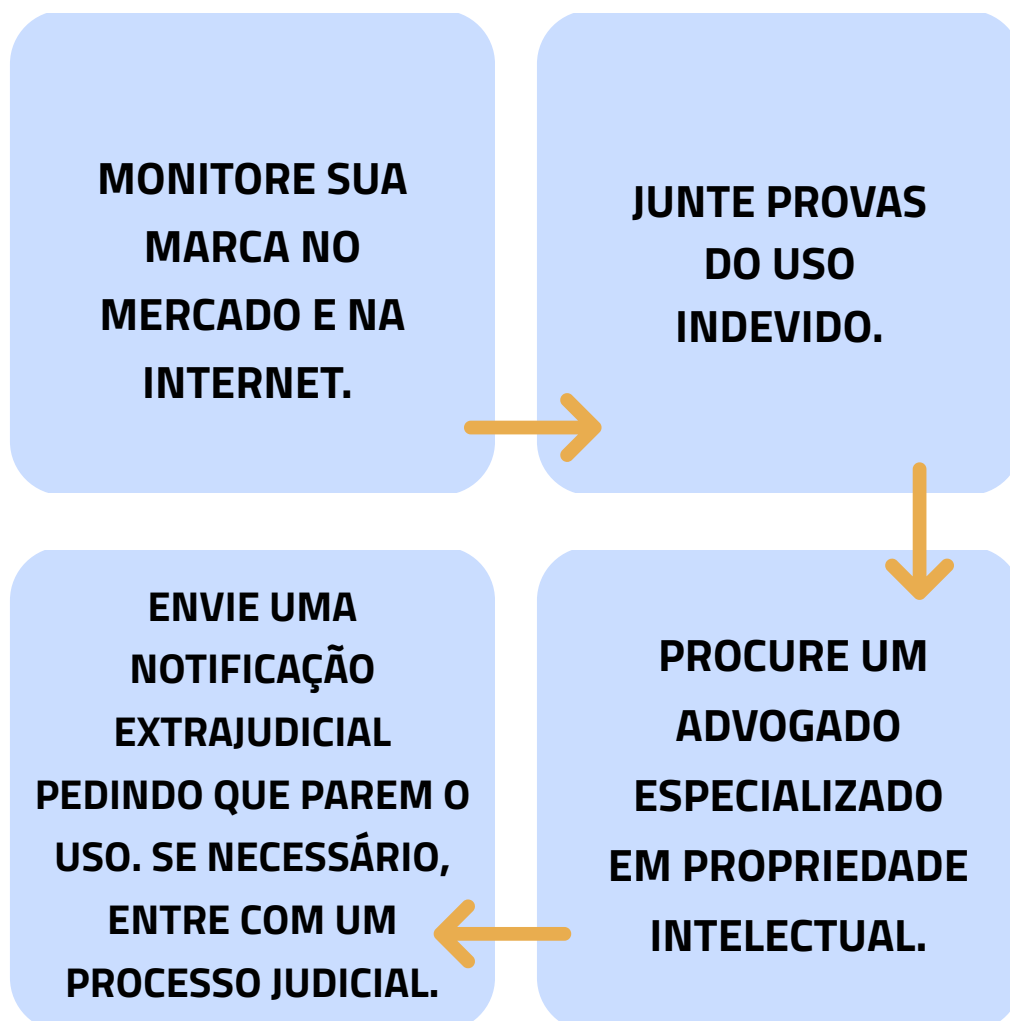 MONITORE SUA
MARCA NO
MERCADO E NA
INTERNET.
JUNTE PROVAS
DO USO
INDEVIDO.
PROCURE UM
ADVOGADO
ESPECIALIZADO
EM PROPRIEDADE
INTELECTUAL.
ENVIE UMA
NOTIFICAÇÃO
EXTRAJUDICIAL
PEDINDO QUE PAREM O
USO. SE NECESSÁRIO,
ENTRE COM UM
PROCESSO JUDICIAL.